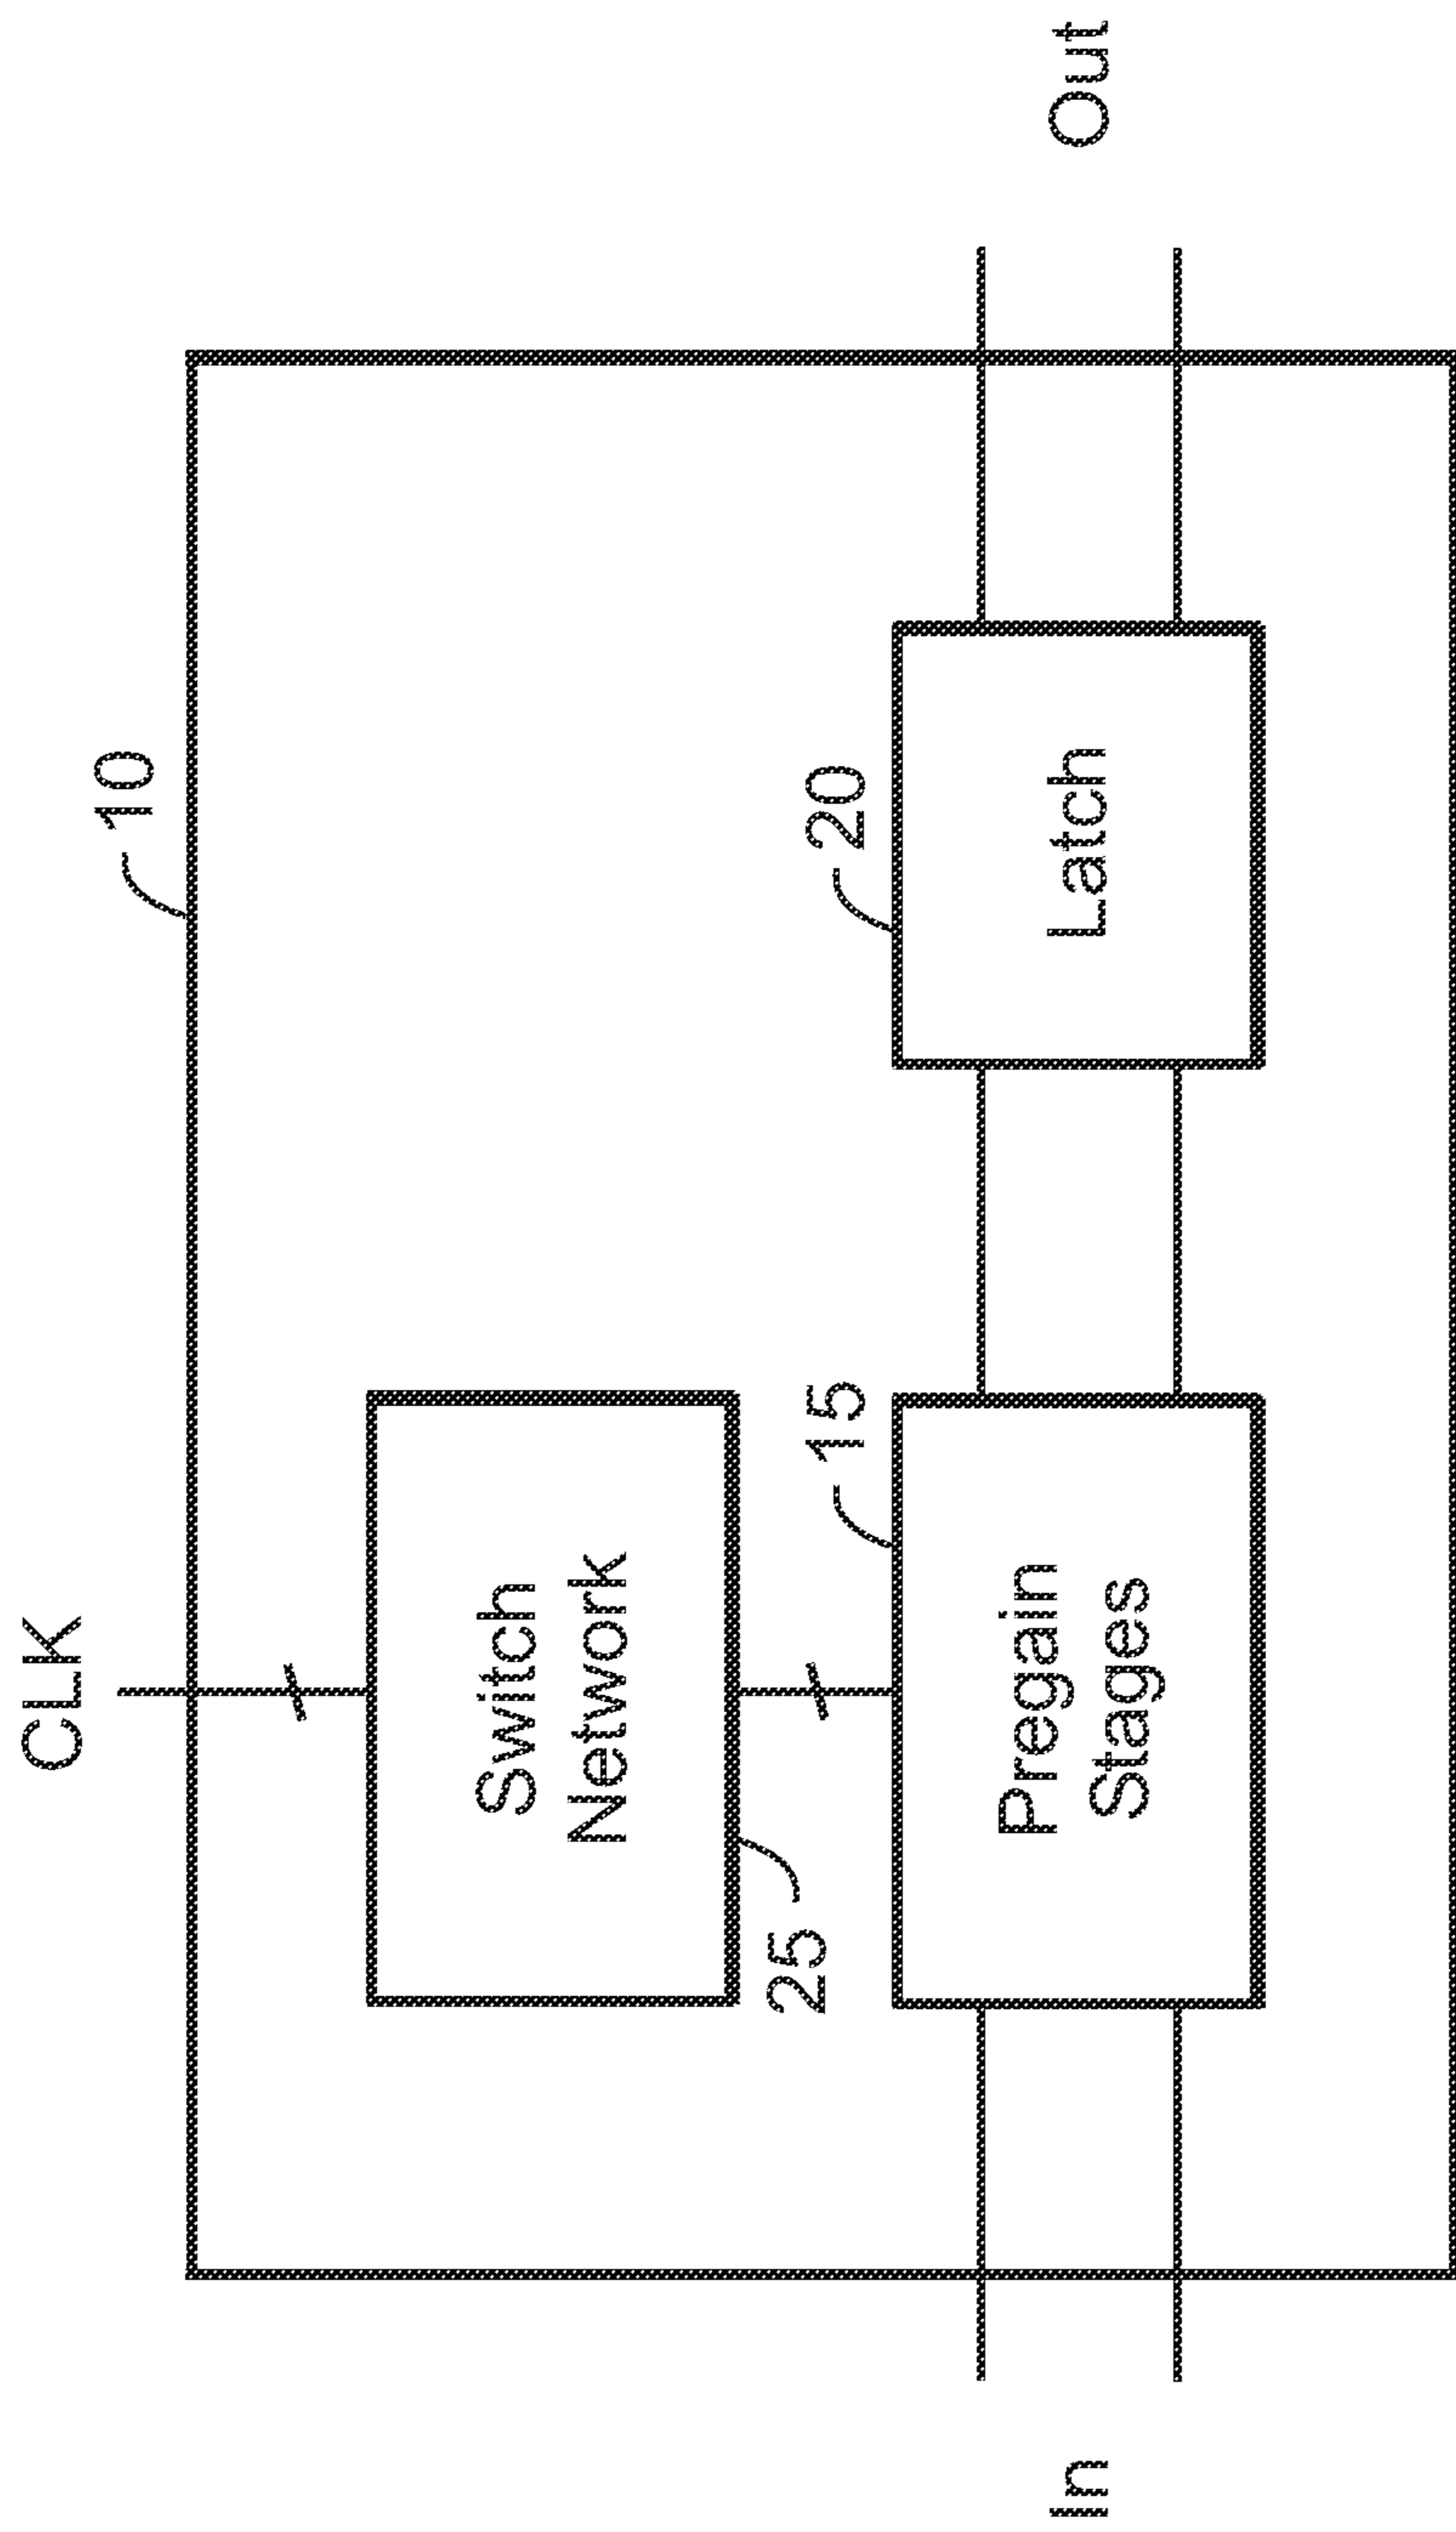 CLK
10
Switch
Network
25
15
20
In
Pregain
Stages
Latch
Out